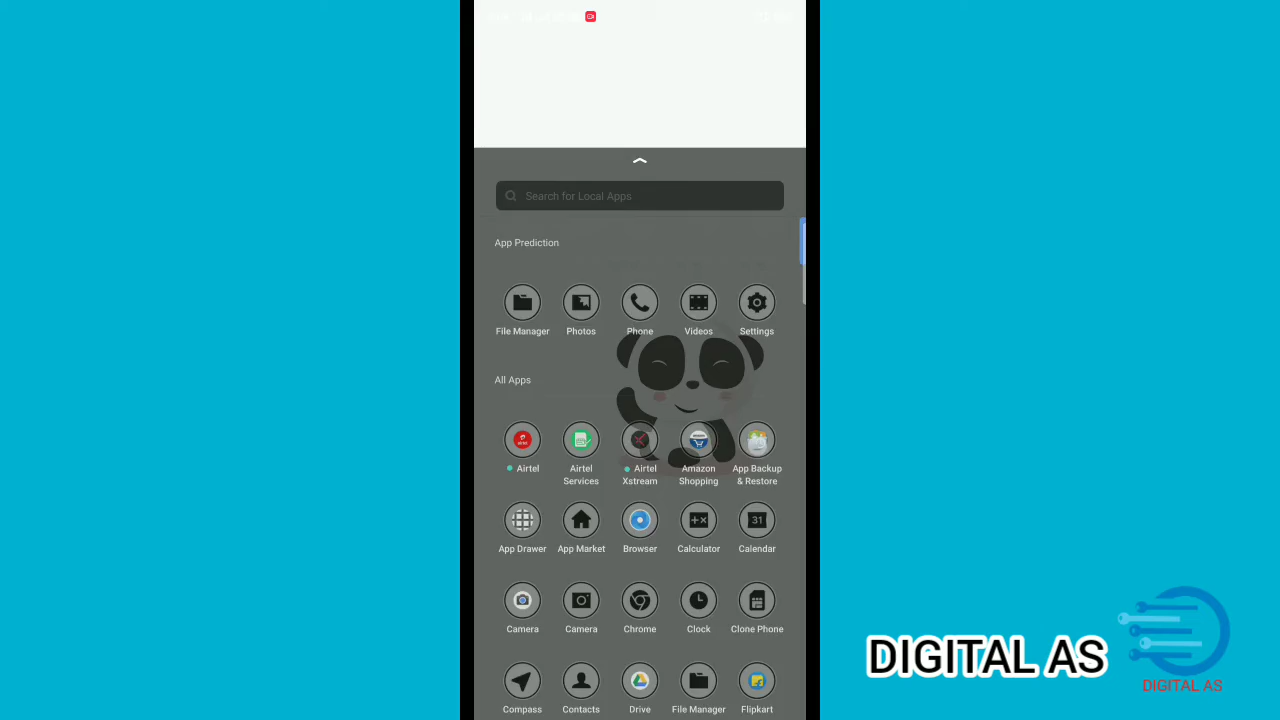 Search for Local Apps
App Prediction
File Manager
Photos
Phone
Videos
Settings
All Apps
Airtel
Airtel Services
Airtel Xstream
Amazon Shopping
App Backup & Restore
App Drawer
App Market
Browser
Calculator
31
Calendar
Camera
Camera
Chrome
Clock
Clone Phone
Compass
Contacts
Drive
File Manager
Flipkart
DIGITAL AS
DIGITAL AS